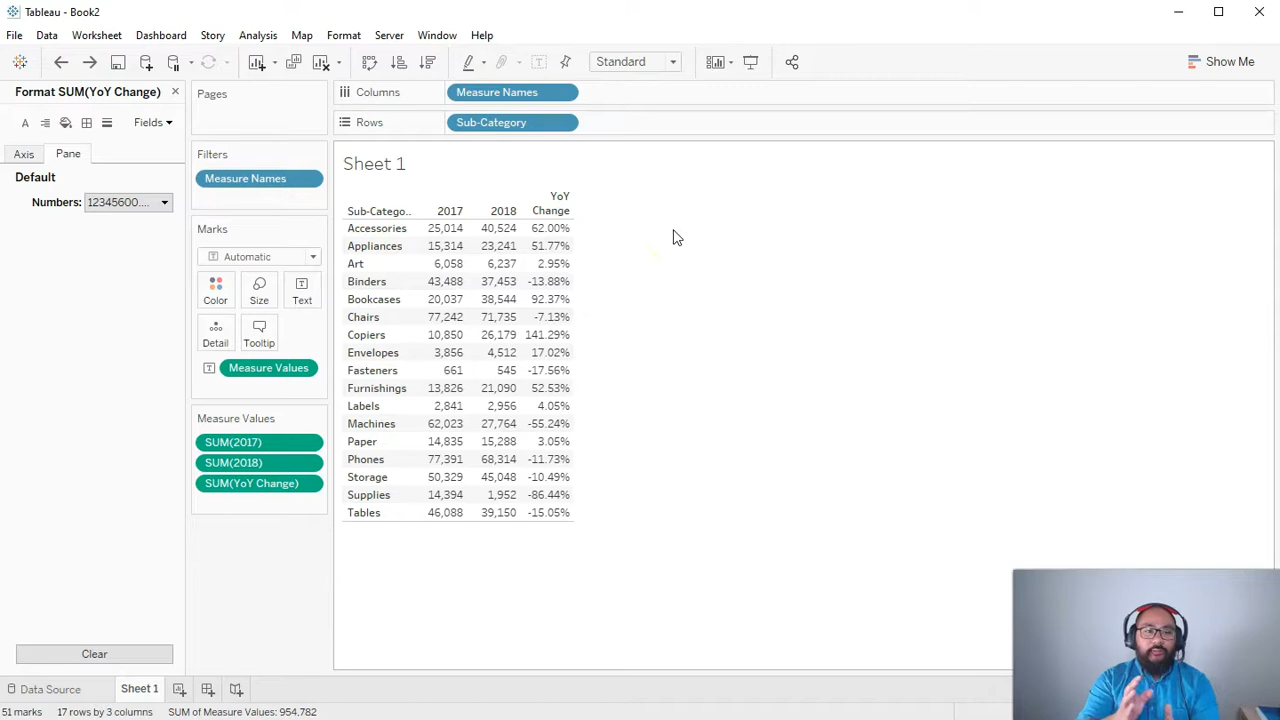 Tableau - Book2
File Data Worksheet Dashboard Story Analysis Map Format Server Window Help
Standard
Show Me
Format SUM(YoY Change)
Fields
Axis Pane
Default
Numbers: 12345600....
Clear
Pages
Filters
Measure Names
Marks
Automatic
Color Size Text
Detail Tooltip
Measure Values
Measure Values
SUM(2017)
SUM(2018)
SUM(YoY Change)
Columns Measure Names
Rows Sub-Category
Sheet 1
YoY
Sub-Catego.. 2017 2018 Change
Accessories 25,014 40,524 62.00%
Appliances 15,314 23,241 51.77%
Art 6,058 6,237 2.95%
Binders 43,488 37,453 -13.88%
Bookcases 20,037 38,544 92.37%
Chairs 77,242 71,735 -7.13%
Copiers 10,850 26,179 141.29%
Envelopes 3,856 4,512 17.02%
Fasteners 661 545 -17.56%
Furnishings 13,826 21,090 52.53%
Labels 2,841 2,956 4.05%
Machines 62,023 27,764 -55.24%
Paper 14,835 15,288 3.05%
Phones 77,391 68,314 -11.73%
Storage 50,329 45,048 -10.49%
Supplies 14,394 1,952 -86.44%
Tables 46,088 39,150 -15.05%
Data Source Sheet 1
51 marks 17 rows by 3 columns SUM of Measure Values: 954,782